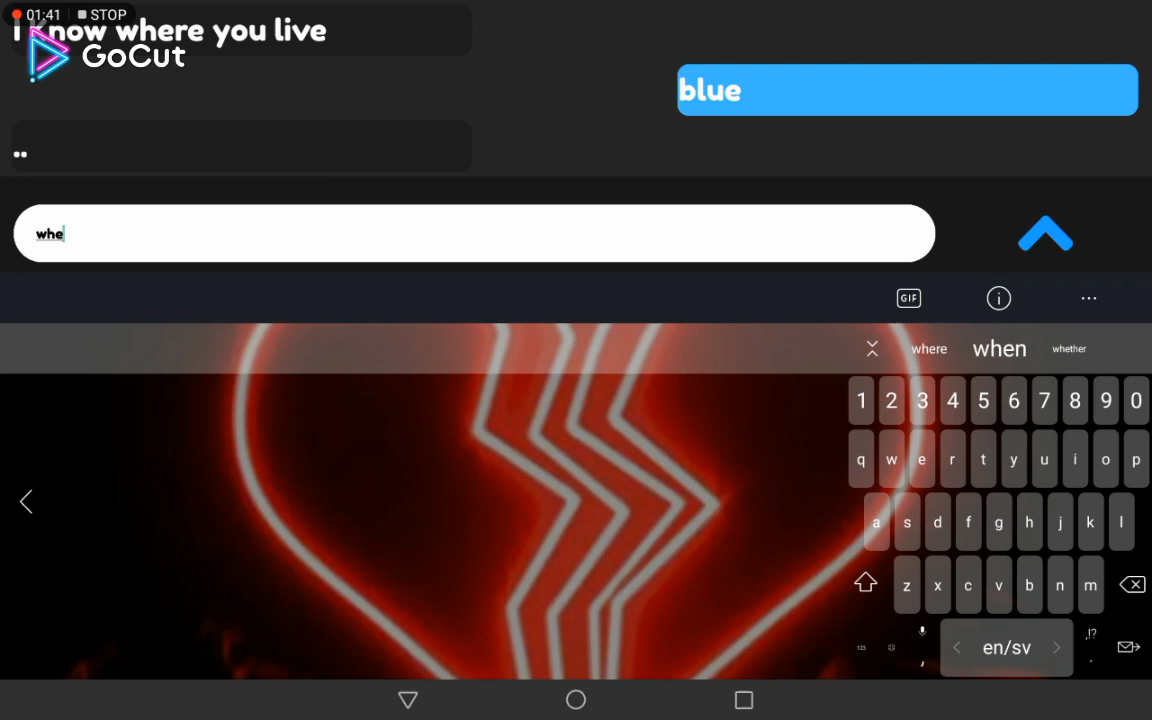 01:41 STOP
i Know where you live
GoCut
blue
..
whe
GIF
where when whether
1 2 3 4 5 6 7 8 9 0
q w e r t y u i o p
a s d f g h j k l
z x c v b n m
123 , < en/sv > ,!? .